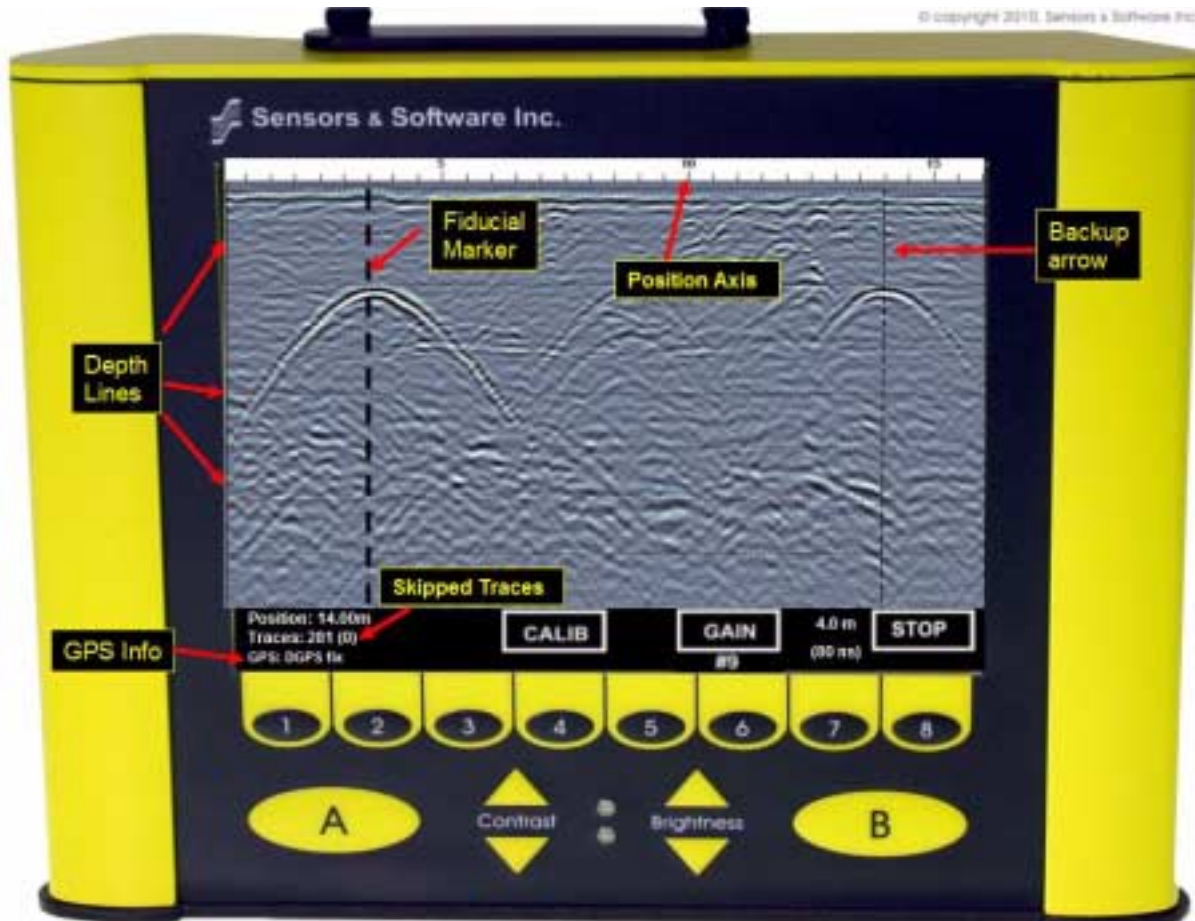 © copyright 2010, Sensors & Software Inc.
Sensors & Software Inc.
5
10
15
Fiducial
Marker
Backup
arrow
Position Axis
Depth
Lines
Skipped Traces
Position: 14.00m
Traces: 281 (0)
GPS: DGPS fix
GPS Info
CALIB
GAIN
#9
4.0 m
(80 ns)
STOP
1 2 3 4 5 6 7 8
A
Contrast
Brightness
B